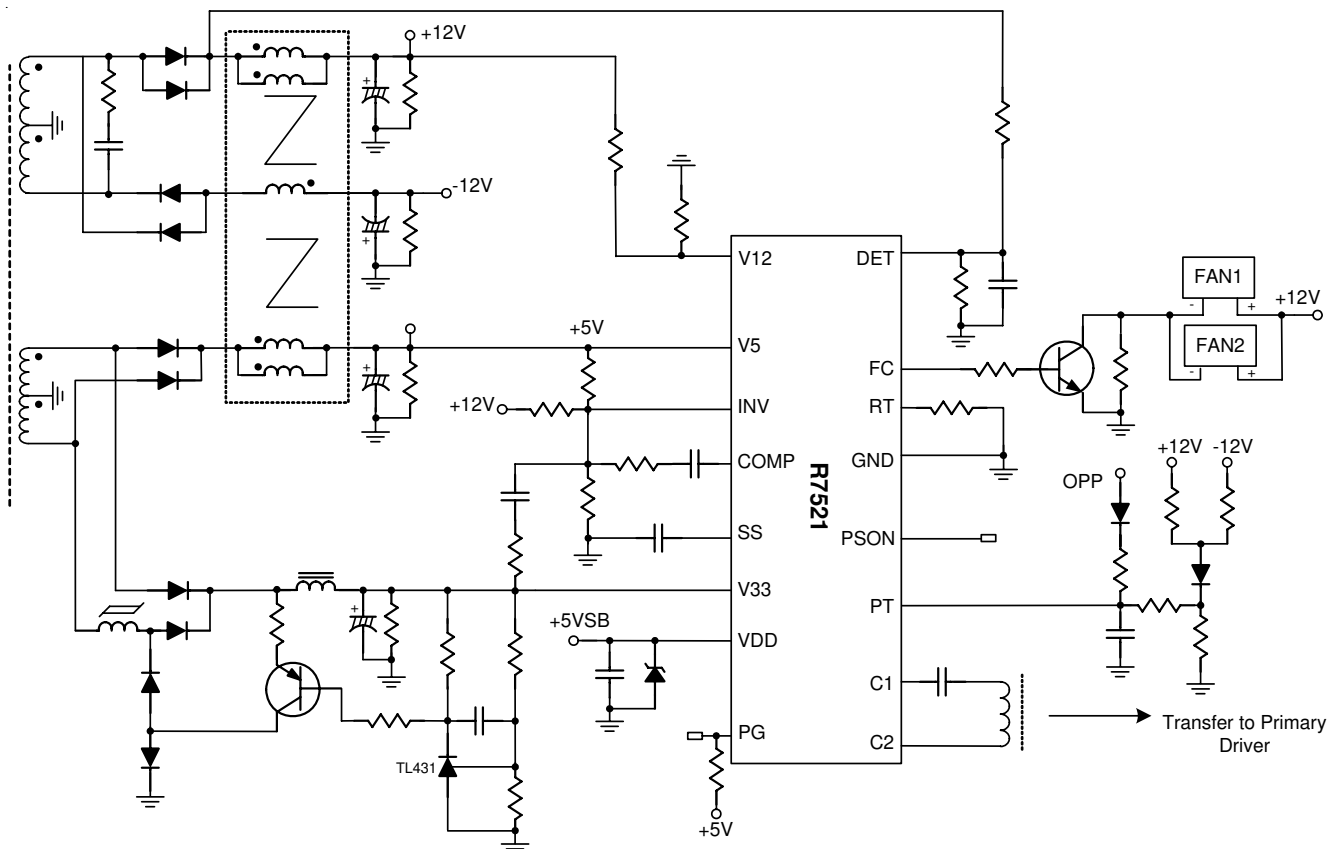 +12V
+
-12V
+
+5V
+
+12V
V12
V5
INV
COMP
SS
V33
VDD
PG
R7521
DET
FC
RT
GND
PSON
PT
C1
C2
FAN1
- +
+12V
FAN2
- +
+12V -12V
OPP
+
+5VSB
TL431
+5V
Transfer to Primary
Driver